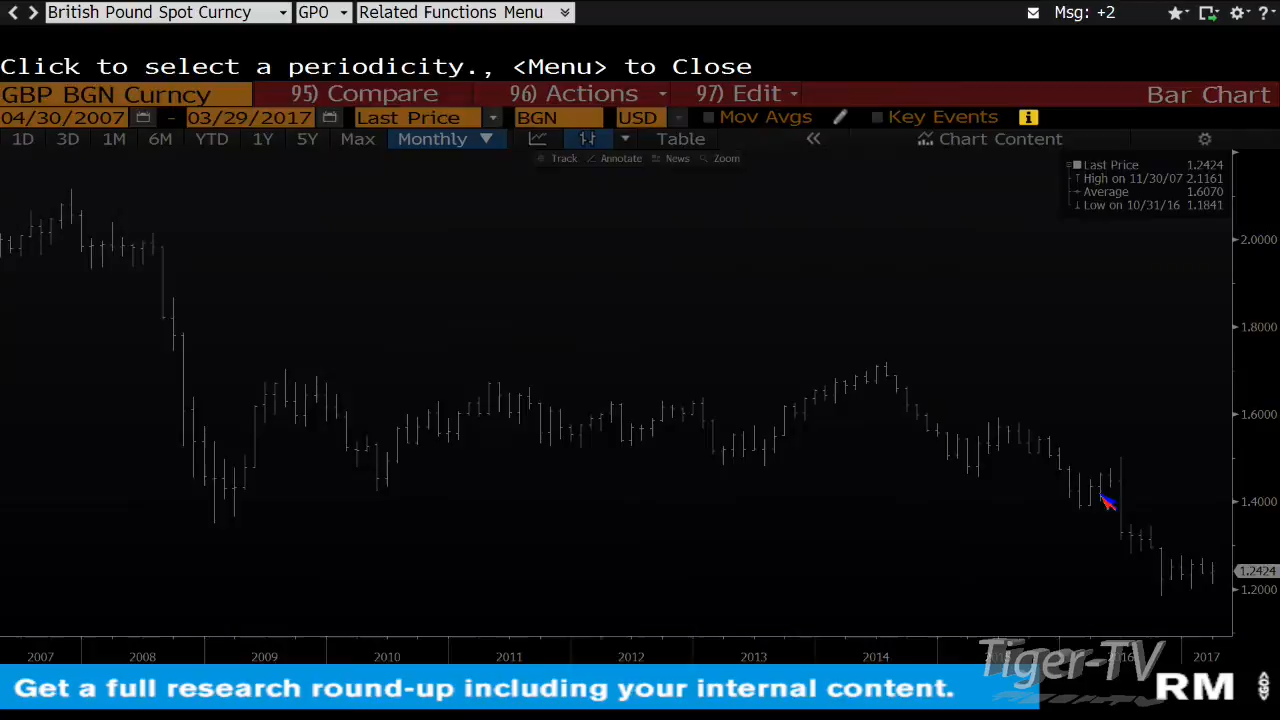 British Pound Spot Curncy GPO Related Functions Menu Msg: +2
Click to select a periodicity., <Menu> to Close
GBP BGN Curncy 95) Compare 96) Actions 97) Edit Bar Chart
04/30/2007 - 03/29/2017 Last Price BGN USD Mov Avgs Key Events
1D 3D 1M 6M YTD 1Y 5Y Max Monthly Table Chart Content
Track Annotate News Zoom
Last Price 1.2424
High on 11/30/07 2.1161
Average 1.6070
Low on 10/31/16 1.1841
2.0000
1.8000
1.6000
1.4000
1.2424
1.2000
2007 2008 2009 2010 2011 2012 2013 2014 2015 2016 2017
Tiger-TV
Get a full research round-up including your internal content. RM <GO>